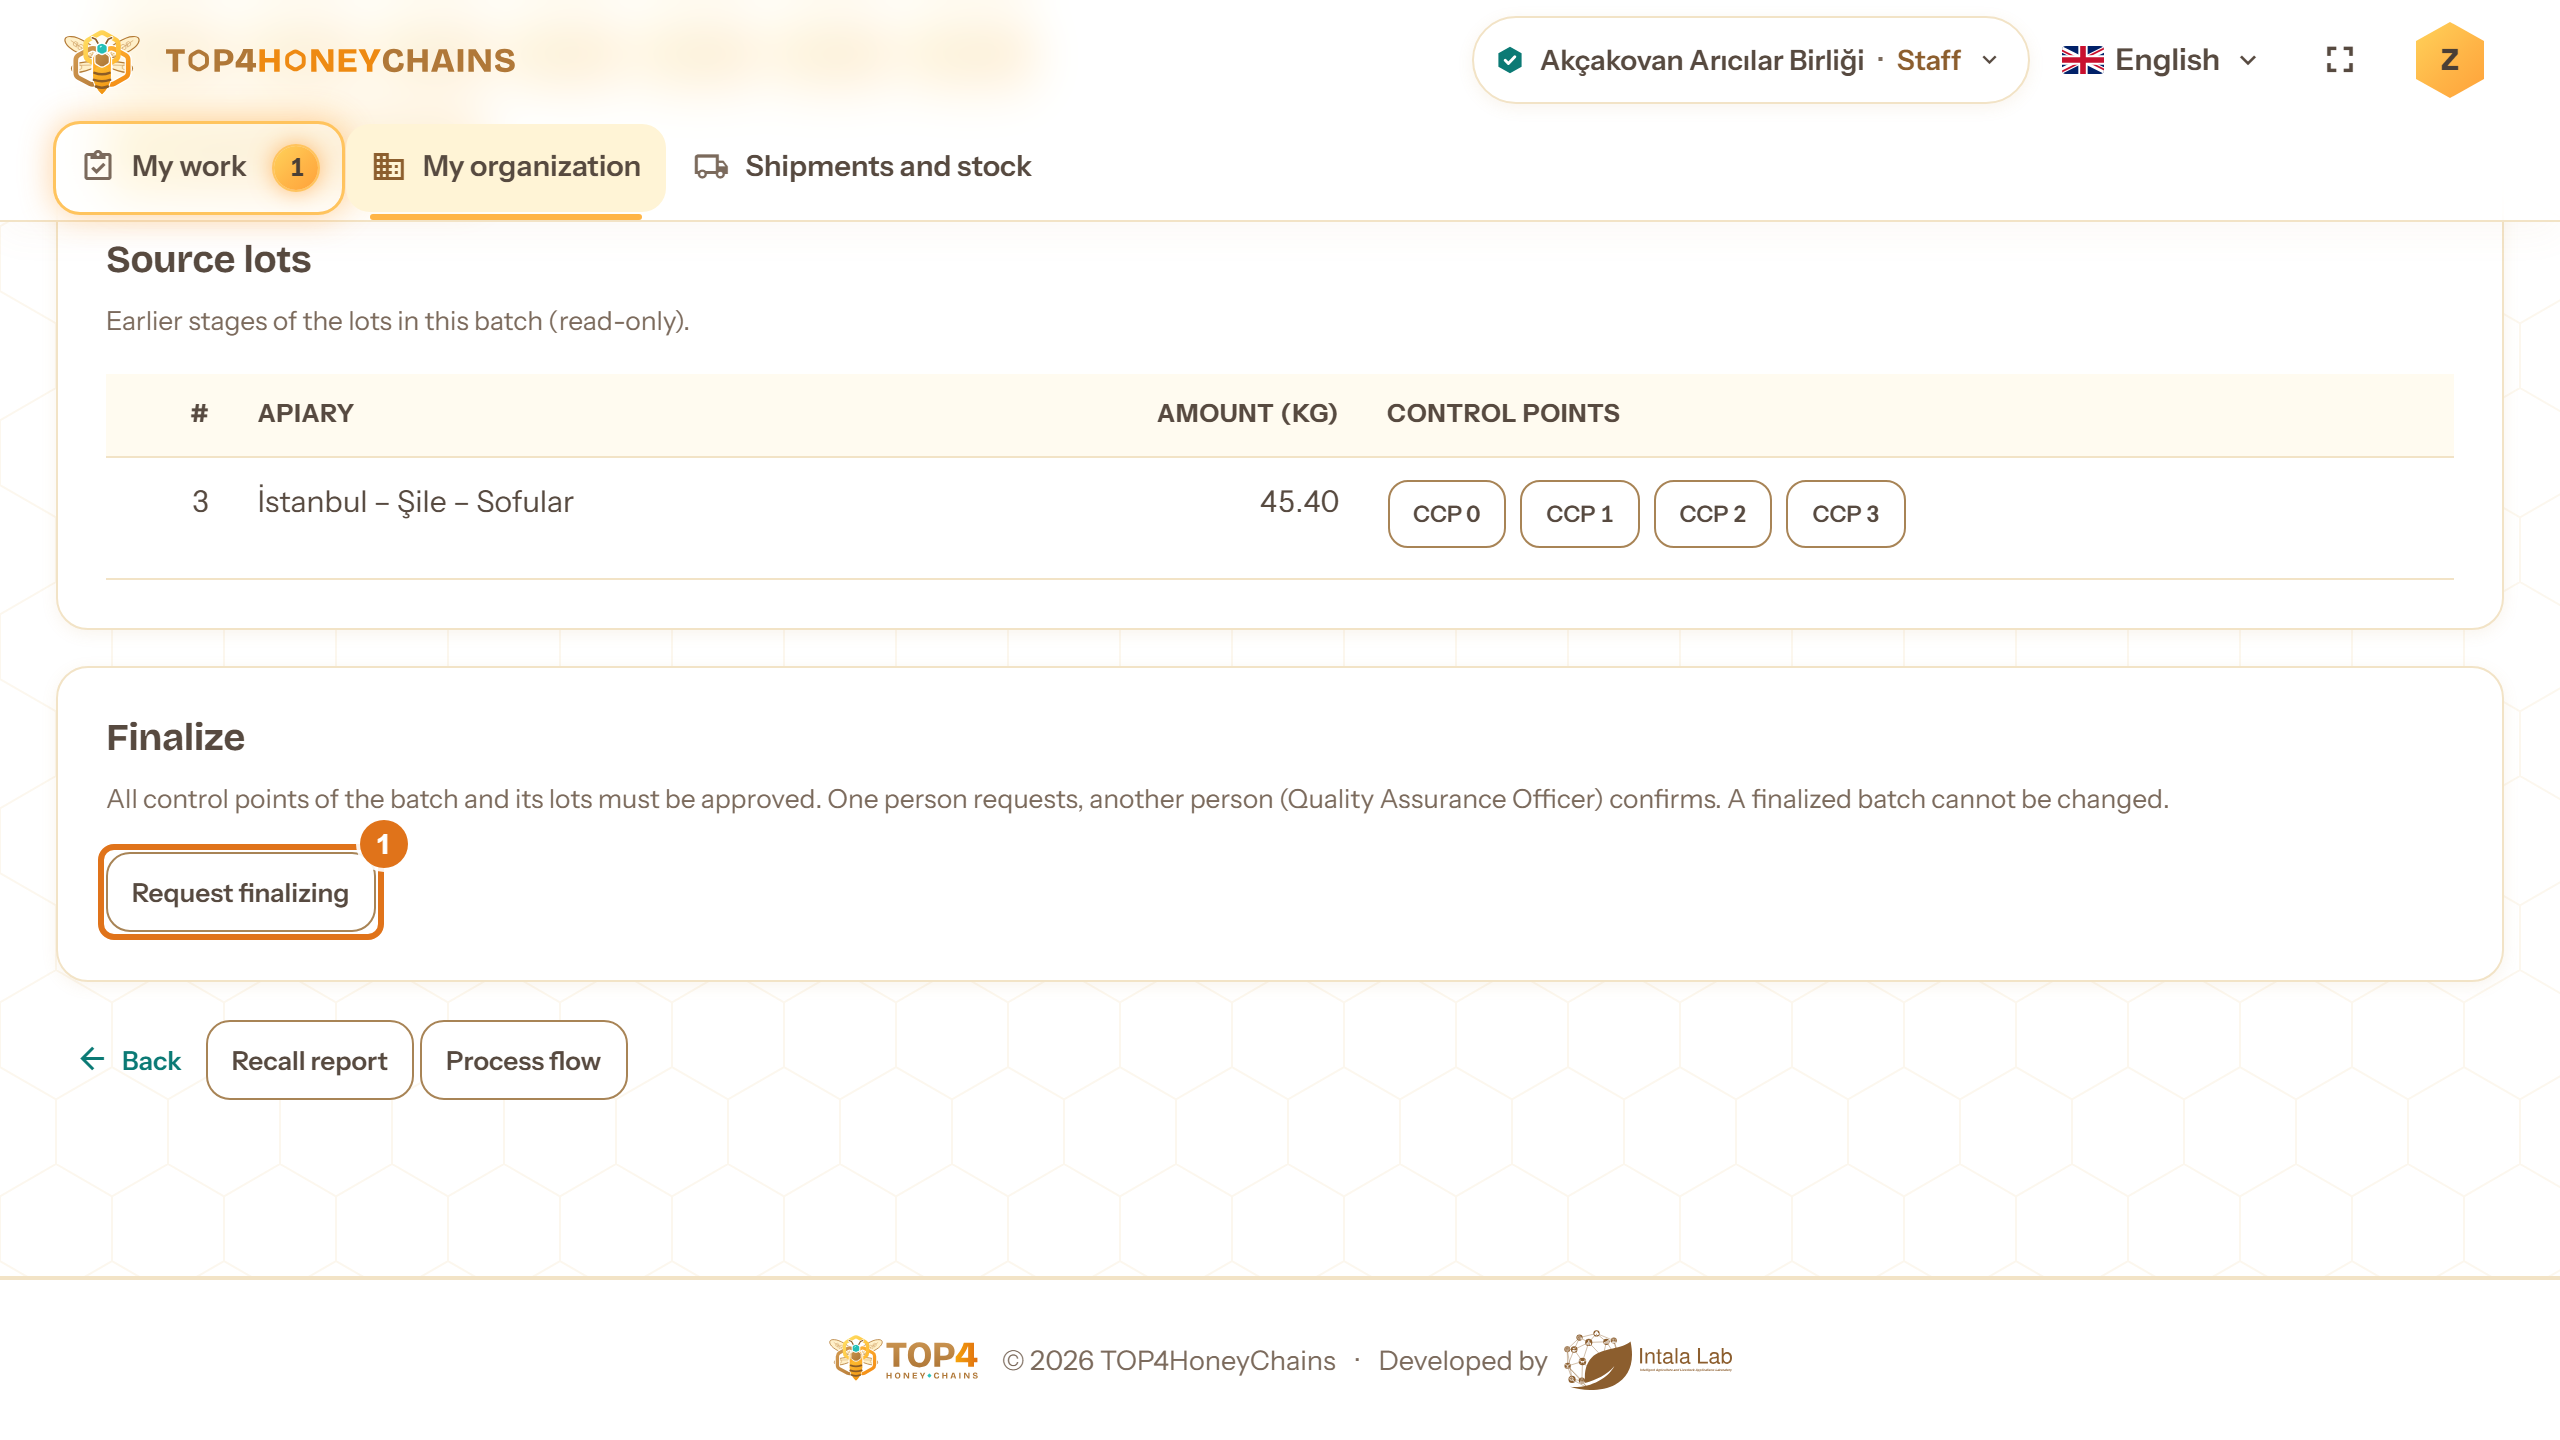 TOP4HONEYCHAINS
Akçakovan Arıcılar Birliği · Staff
English
Z
My work 1
My organization
Shipments and stock
Source lots
Earlier stages of the lots in this batch (read-only).
# APIARY AMOUNT (KG) CONTROL POINTS
3 İstanbul – Şile – Sofular 45.40 CCP 0 CCP 1 CCP 2 CCP 3
Finalize
All control points of the batch and its lots must be approved. One person requests, another person (Quality Assurance Officer) confirms. A finalized batch cannot be changed.
1
Request finalizing
Back
Recall report
Process flow
TOP4
HONEY CHAINS
© 2026 TOP4HoneyChains · Developed by
Intala Lab